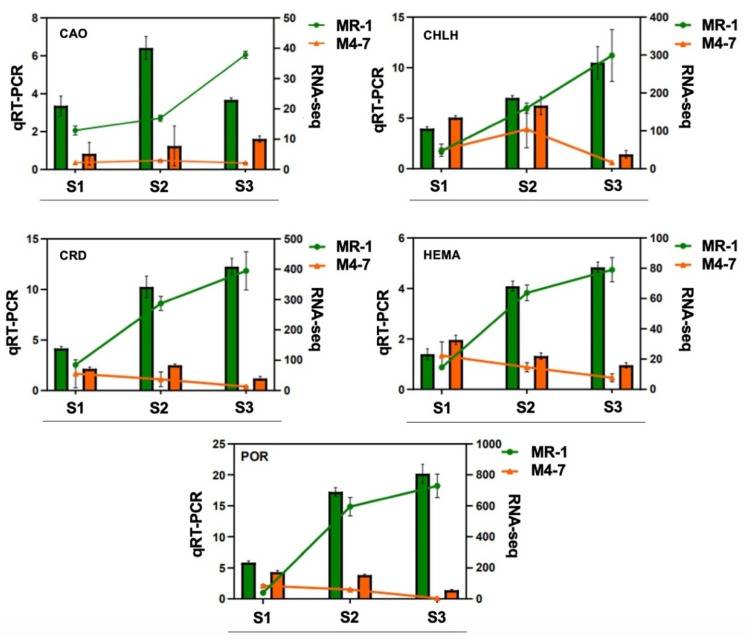 CAO
qRT-PCR
8
6
4
2
0
50
40
30
20
10
0
RNA-seq
MR-1
M4-7
S1 S2 S3
CHLH
qRT-PCR
15
10
5
0
400
300
200
100
0
RNA-seq
MR-1
M4-7
S1 S2 S3
CRD
qRT-PCR
15
10
5
0
500
400
300
200
100
0
RNA-seq
MR-1
M4-7
S1 S2 S3
HEMA
qRT-PCR
6
4
2
0
100
80
60
40
20
0
RNA-seq
MR-1
M4-7
S1 S2 S3
POR
qRT-PCR
25
20
15
10
5
0
1000
800
600
400
200
0
RNA-seq
MR-1
M4-7
S1 S2 S3